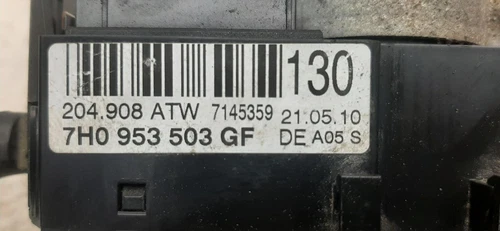 130
204.908 ATW 7145359 21.05.10
7H0 953 503 GF DE A05 S